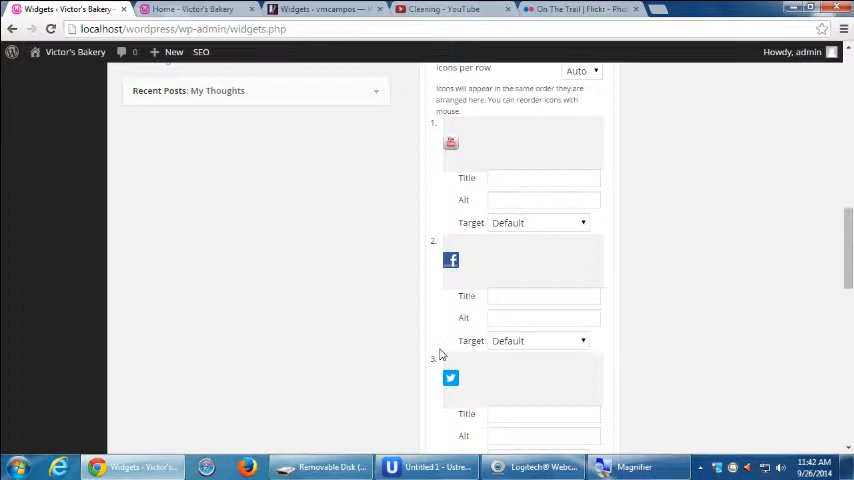 Widgets ‹ Victor's Bakery
Home - Victor's Bakery
Widgets ‹ vmcampos — V
Cleaning - YouTube
On The Trail | Flickr - Pho
localhost/wordpress/wp-admin/widgets.php
Victor's Bakery
0
New
SEO
Howdy, admin
Icons per row
Auto
Recent Posts: My Thoughts
Icons will appear in the same order they are
arranged here. You can reorder icons with
mouse.
1.
Title
Alt
Target
Default
2.
Title
Alt
Target
Default
3.
Title
Alt
Widgets ‹ Victor's...
Removable Disk (...
Untitled 1 - Ustre...
Logitech® Webc...
Magnifier
11:42 AM
9/26/2014